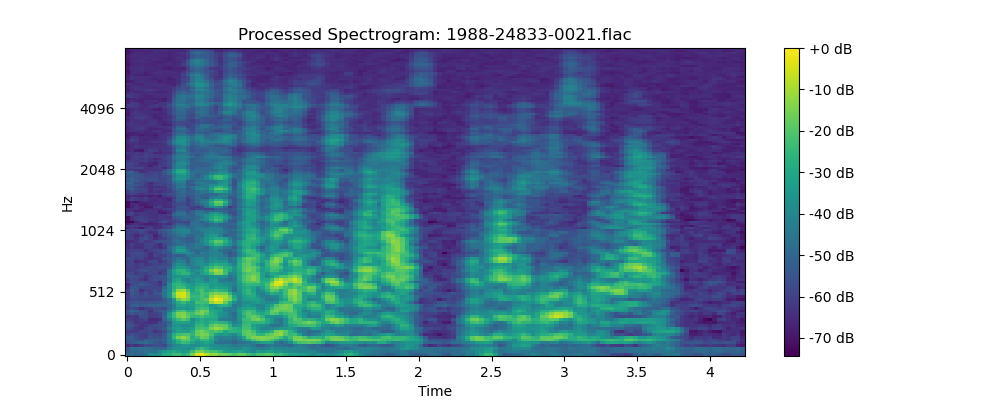 Processed Spectrogram: 1988-24833-0021.flac
Hz
4096
2048
1024
512
0
0 0.5 1 1.5 2 2.5 3 3.5 4
Time
+0 dB
-10 dB
-20 dB
-30 dB
-40 dB
-50 dB
-60 dB
-70 dB